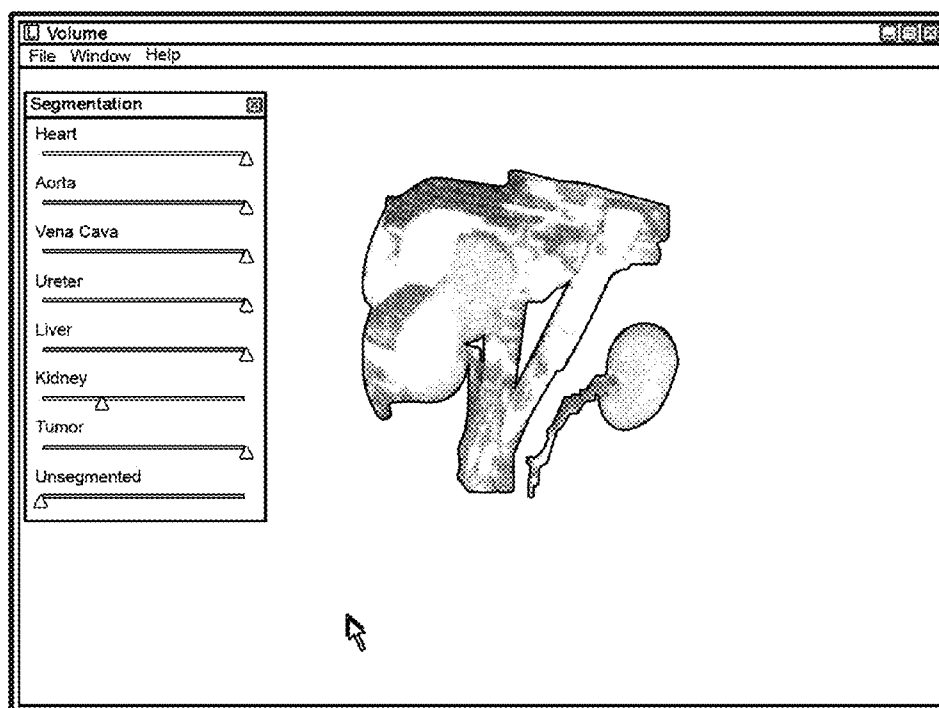 Volume
File Window Help
Segmentation
Heart
Aorta
Vena Cava
Ureter
Liver
Kidney
Tumor
Unsegmented